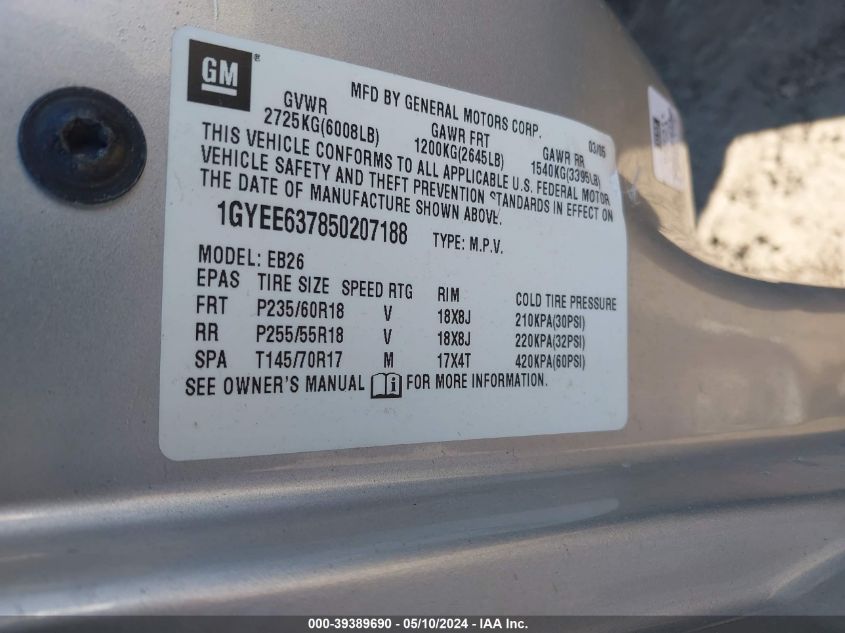 GM ®
MFD BY GENERAL MOTORS CORP. 03/05
GVWR GAWR FRT GAWR RR
2725KG(6008LB) 1200KG(2645LB) 1540KG(3395LB)
THIS VEHICLE CONFORMS TO ALL APPLICABLE U.S. FEDERAL MOTOR
VEHICLE SAFETY AND THEFT PREVENTION STANDARDS IN EFFECT ON
THE DATE OF MANUFACTURE SHOWN ABOVE.
1GYEE637850207188 TYPE: M.P.V.
MODEL: EB26
EPAS TIRE SIZE SPEED RTG RIM COLD TIRE PRESSURE
FRT P235/60R18 V 18X8J 210KPA(30PSI)
RR P255/55R18 V 18X8J 220KPA(32PSI)
SPA T145/70R17 M 17X4T 420KPA(60PSI)
SEE OWNER'S MANUAL FOR MORE INFORMATION.
000-39389690 - 05/10/2024 - IAA, Inc.